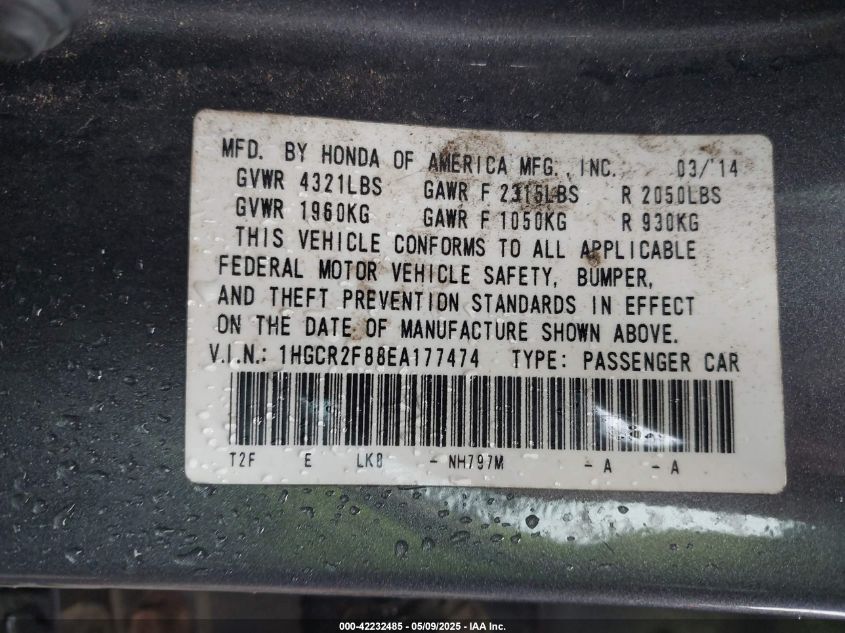 MFD. BY HONDA OF AMERICA MFG., INC. 03/'14
GVWR 4321LBS GAWR F 2315LBS R 2050LBS
GVWR 1960KG GAWR F 1050KG R 930KG
THIS VEHICLE CONFORMS TO ALL APPLICABLE
FEDERAL MOTOR VEHICLE SAFETY, BUMPER,
AND THEFT PREVENTION STANDARDS IN EFFECT
ON THE DATE OF MANUFACTURE SHOWN ABOVE.
V.I.N.: 1HGCR2F88EA177474 TYPE: PASSENGER CAR
T2F E LKB - NH797M - A - A
000-42232485 - 05/09/2025 - IAA Inc.